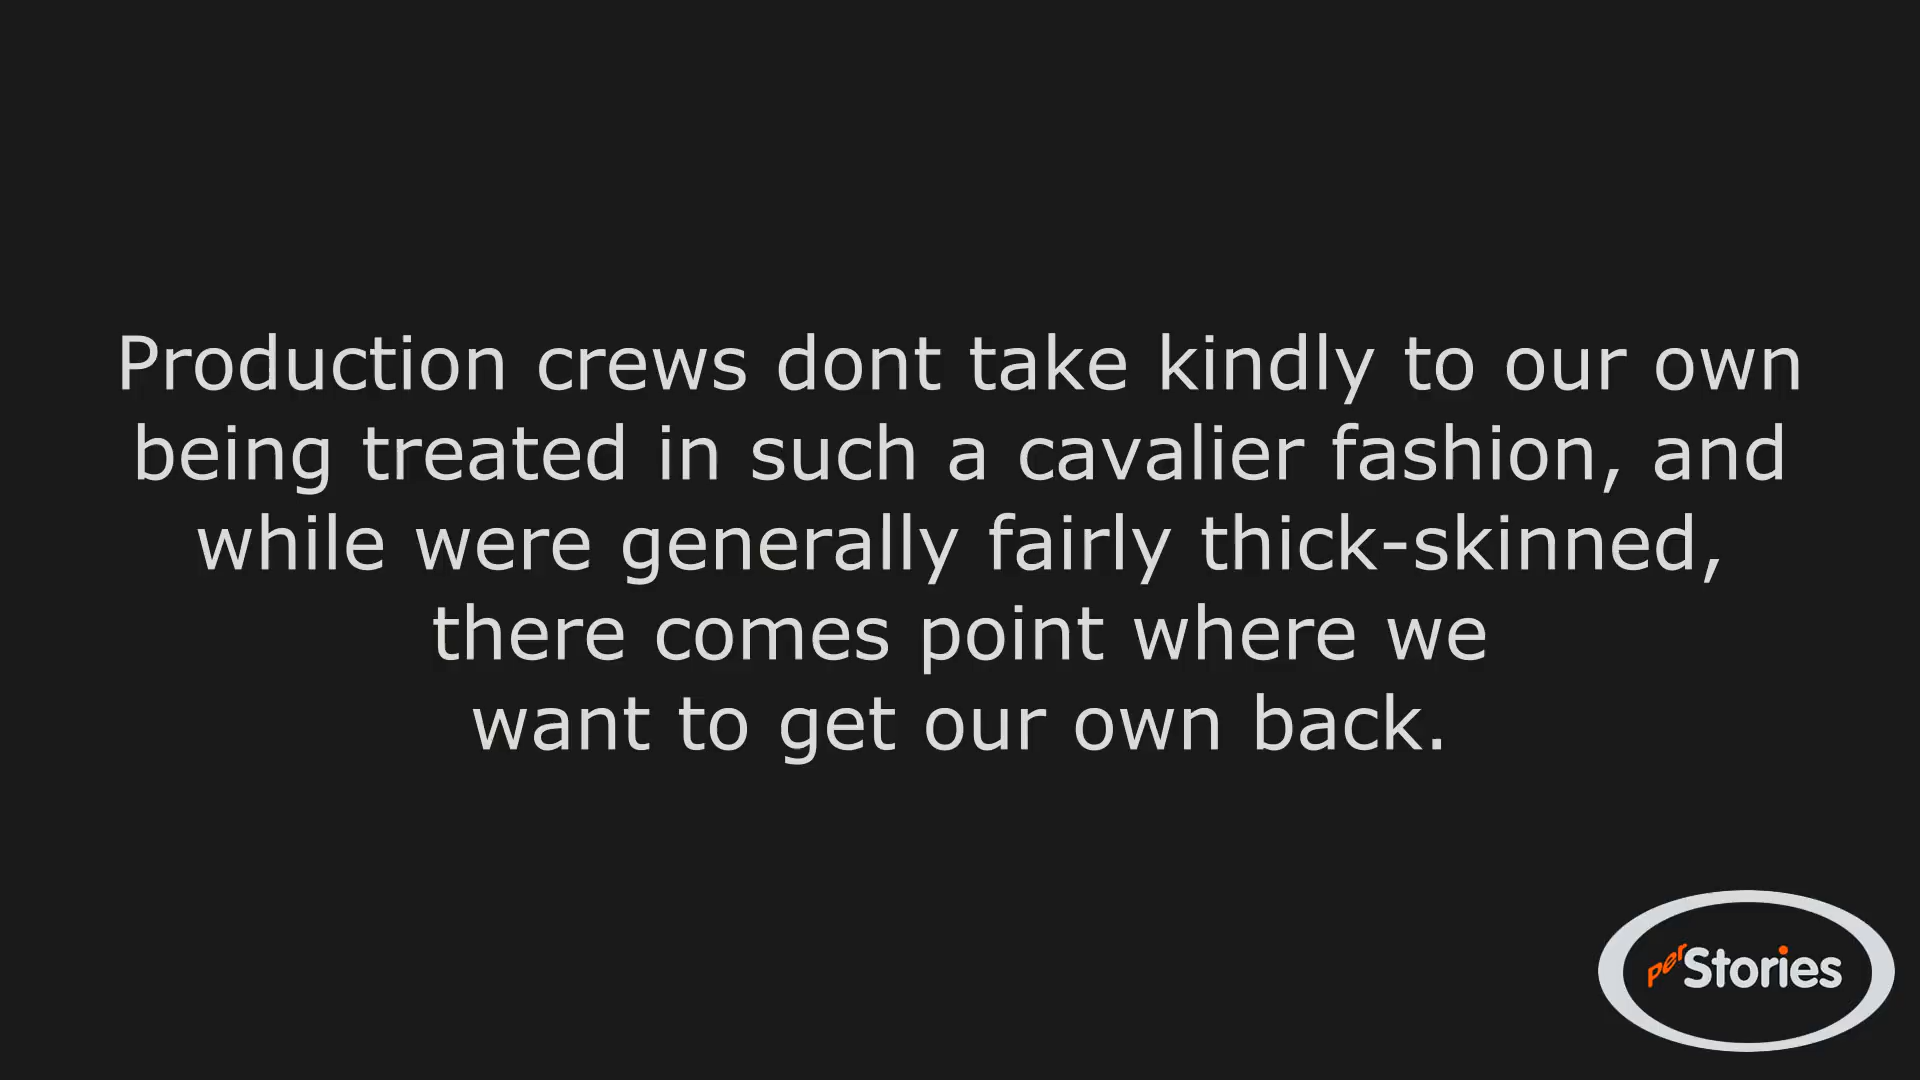 Production crews dont take kindly to our own
being treated in such a cavalier fashion, and
while were generally fairly thick-skinned,
there comes point where we
want to get our own back.
perStories